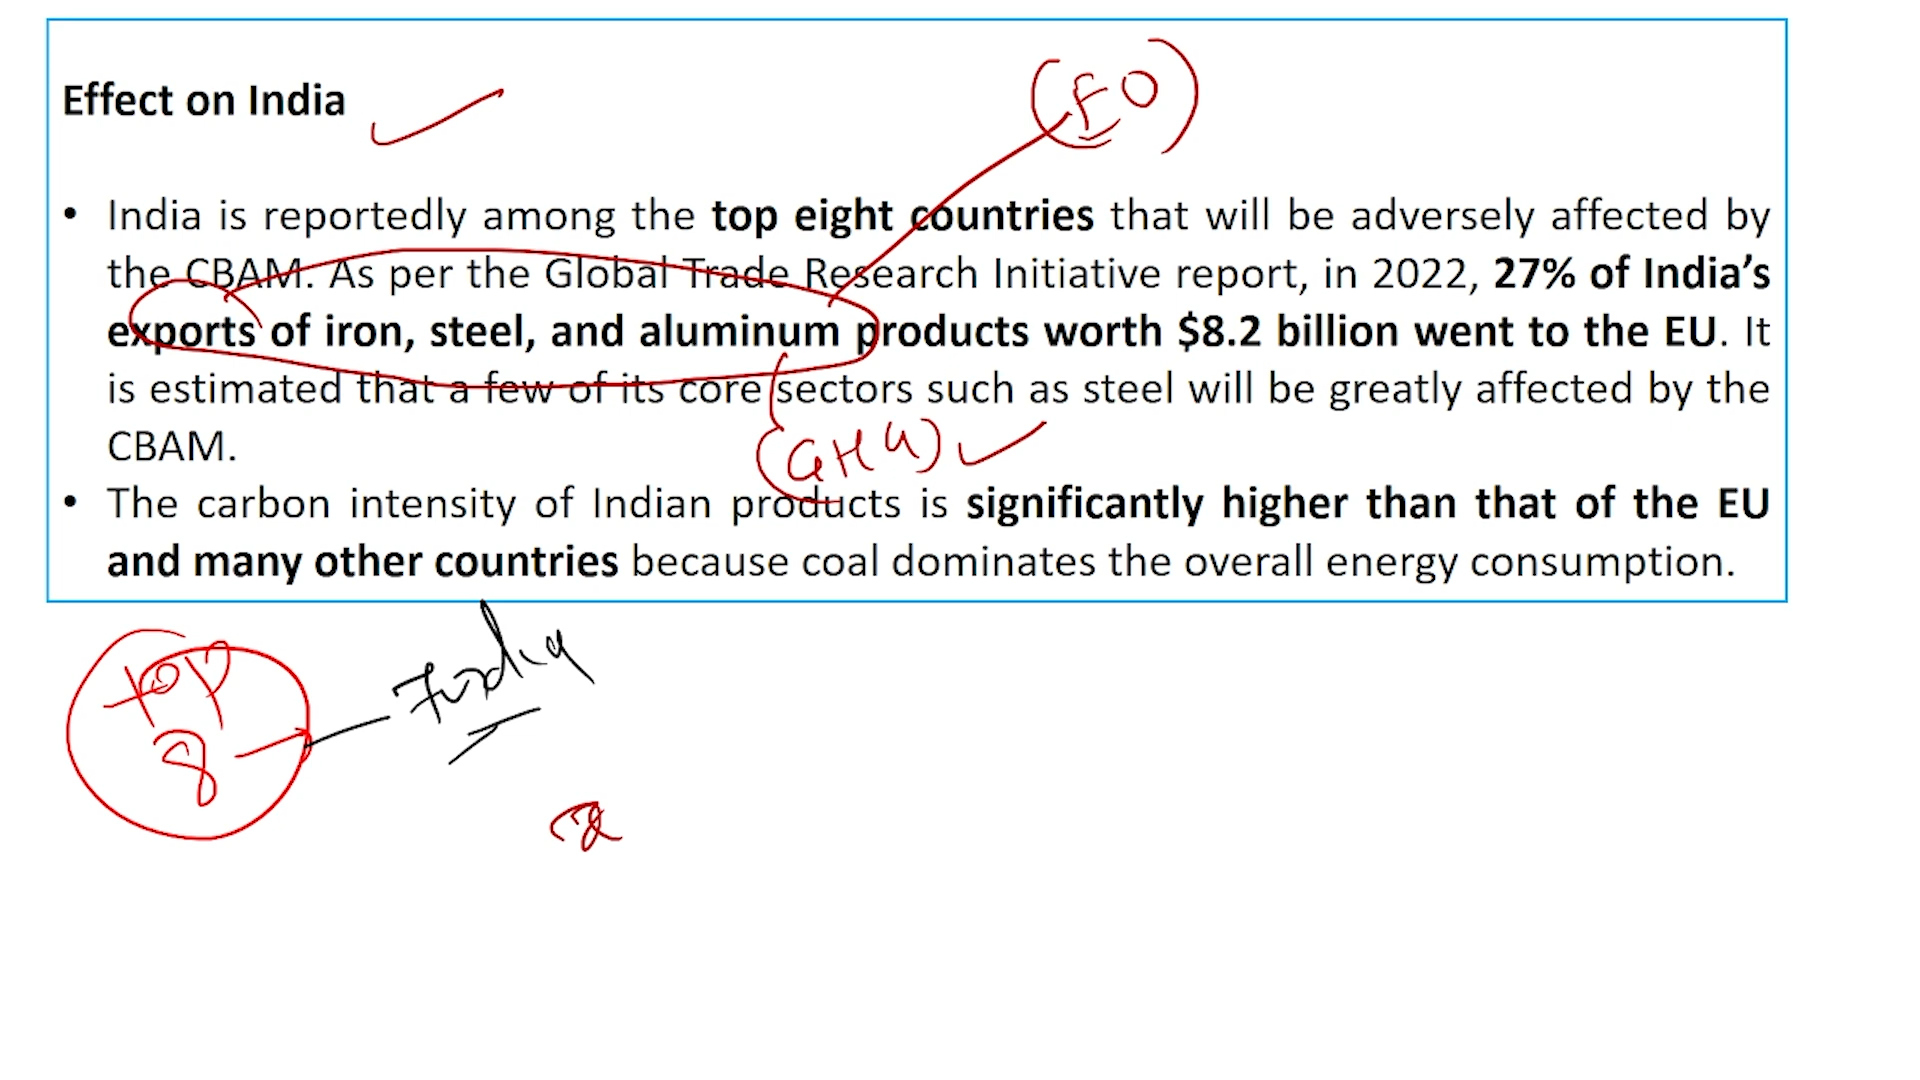 Effect on India
• India is reportedly among the top eight countries that will be adversely affected by
the CBAM. As per the Global Trade Research Initiative report, in 2022, 27% of India’s
exports of iron, steel, and aluminum products worth $8.2 billion went to the EU. It
is estimated that a few of its core sectors such as steel will be greatly affected by the
CBAM.
• The carbon intensity of Indian products is significantly higher than that of the EU
and many other countries because coal dominates the overall energy consumption.
top
8
India